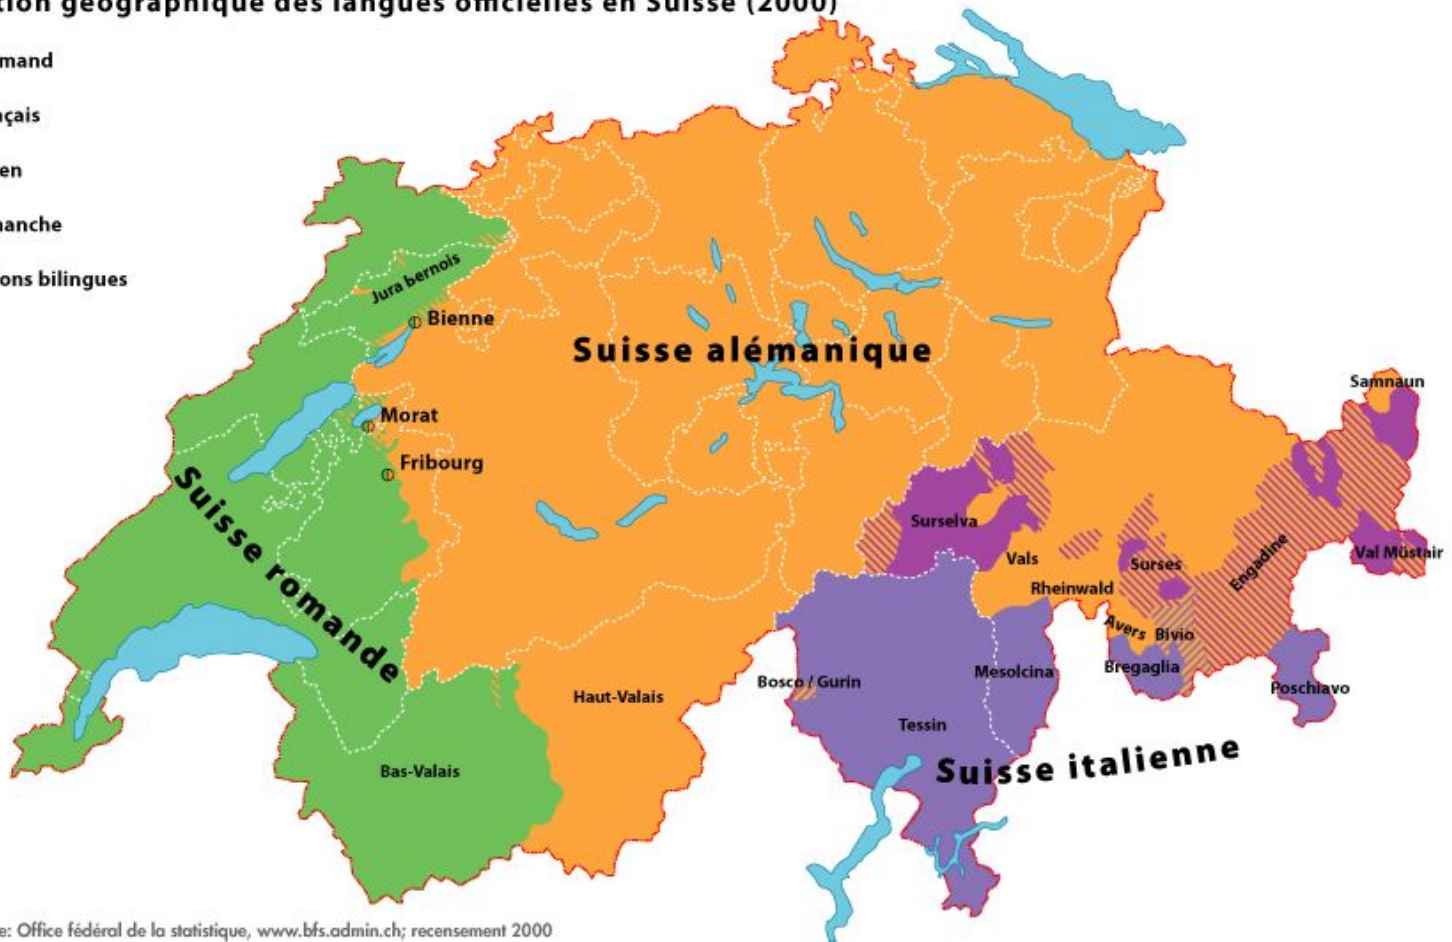 tion géographique des langues officielles en Suisse (2000)
mand
çais
en
anche
ons bilingues
Jura bernois
Bienne
Suisse alémanique
Samnaun
Morat
Fribourg
Suisse romande
Surselva
Vals
Surses
Engadine
Val Müstair
Rheinwald
Avers
Bivio
Bregaglia
Bosco / Gurin
Mesolcina
Poschiavo
Haut-Valais
Tessin
Bas-Valais
Suisse italienne
e: Office fédéral de la statistique, www.bfs.admin.ch; recensement 2000